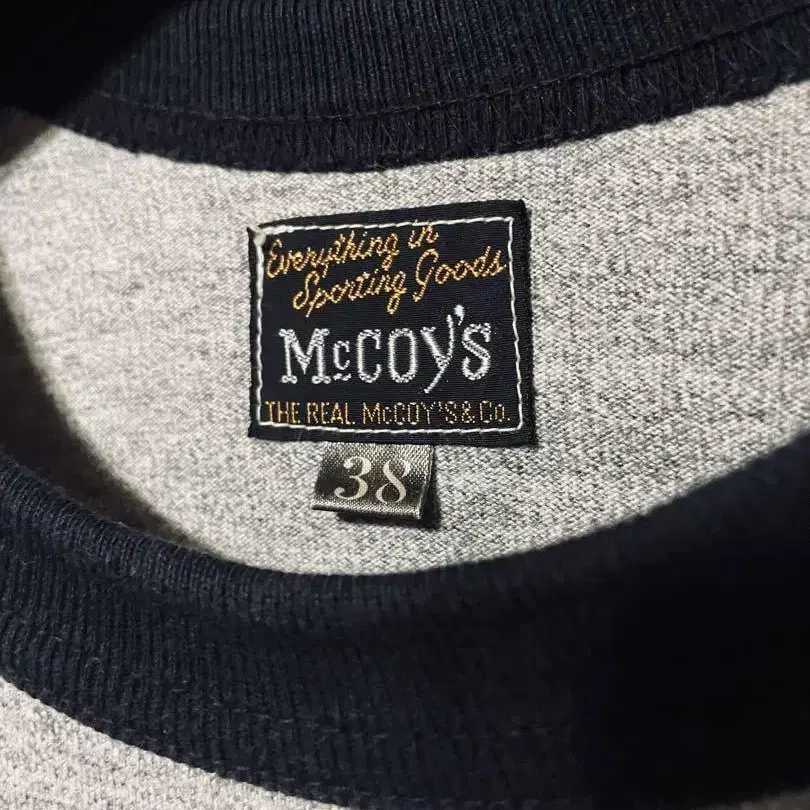 Everything in
Sporting Goods
McCOY'S
THE REAL McCOY'S & Co.
38